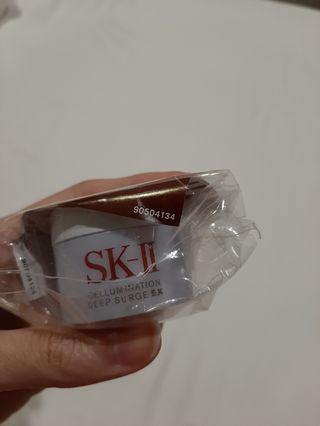 90504134
SK-II
CELLUMINATION
DEEP SURGE EX